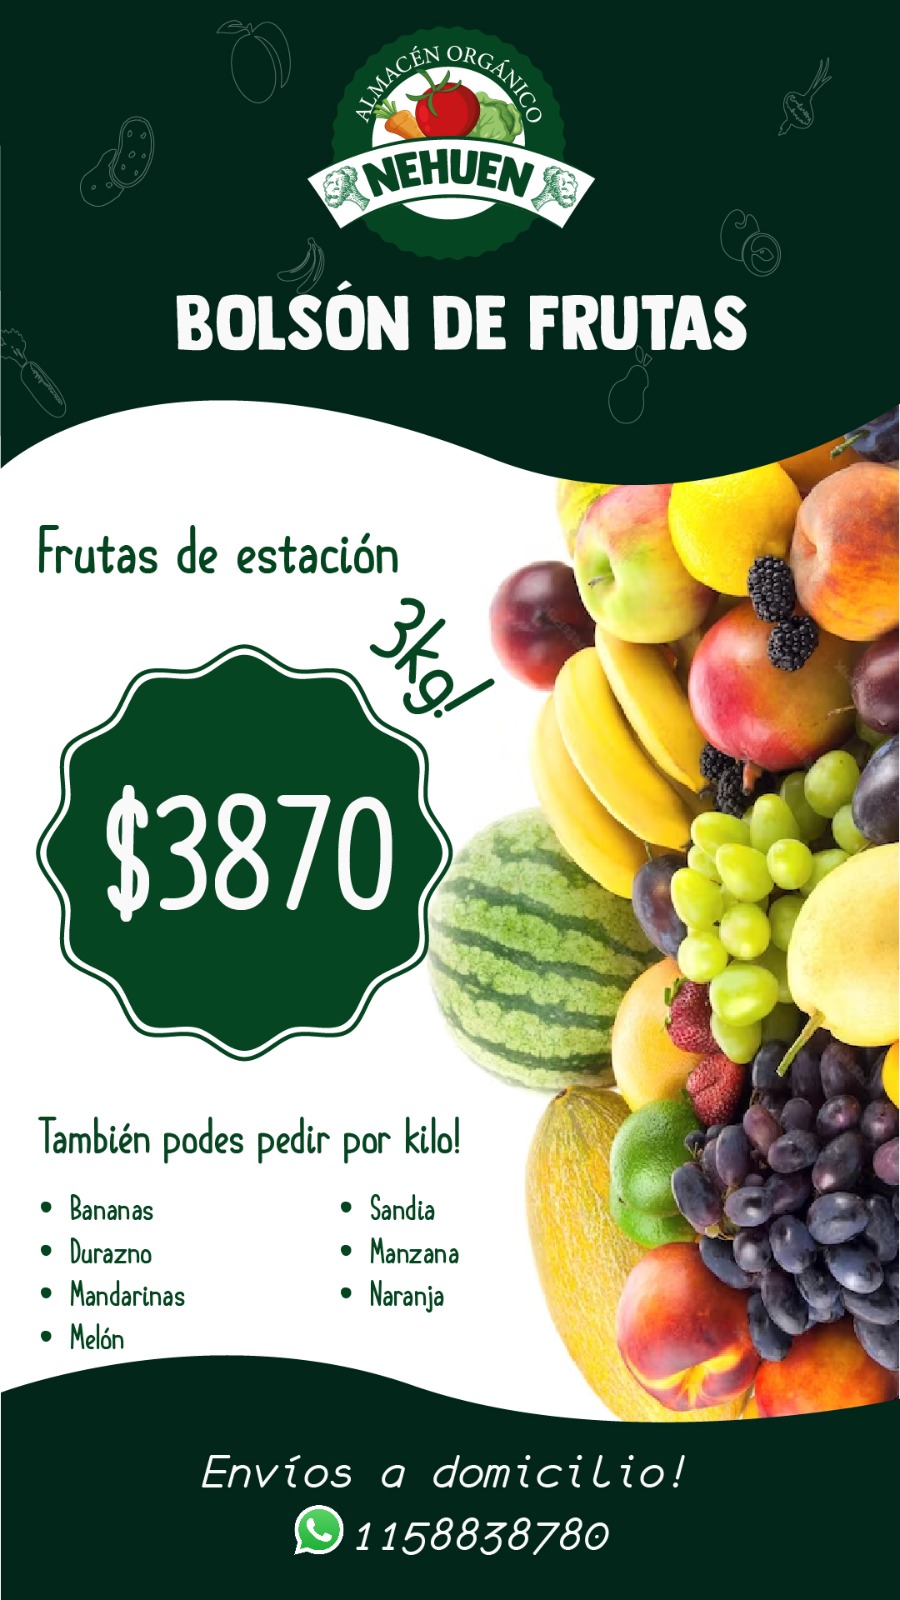 ALMACÉN ORGÁNICO
NEHUEN
BOLSÓN DE FRUTAS
Frutas de estación
3kg!
$3870
También podes pedir por kilo!
• Bananas
• Durazno
• Mandarinas
• Melón
• Sandia
• Manzana
• Naranja
Envíos a domicilio!
1158838780